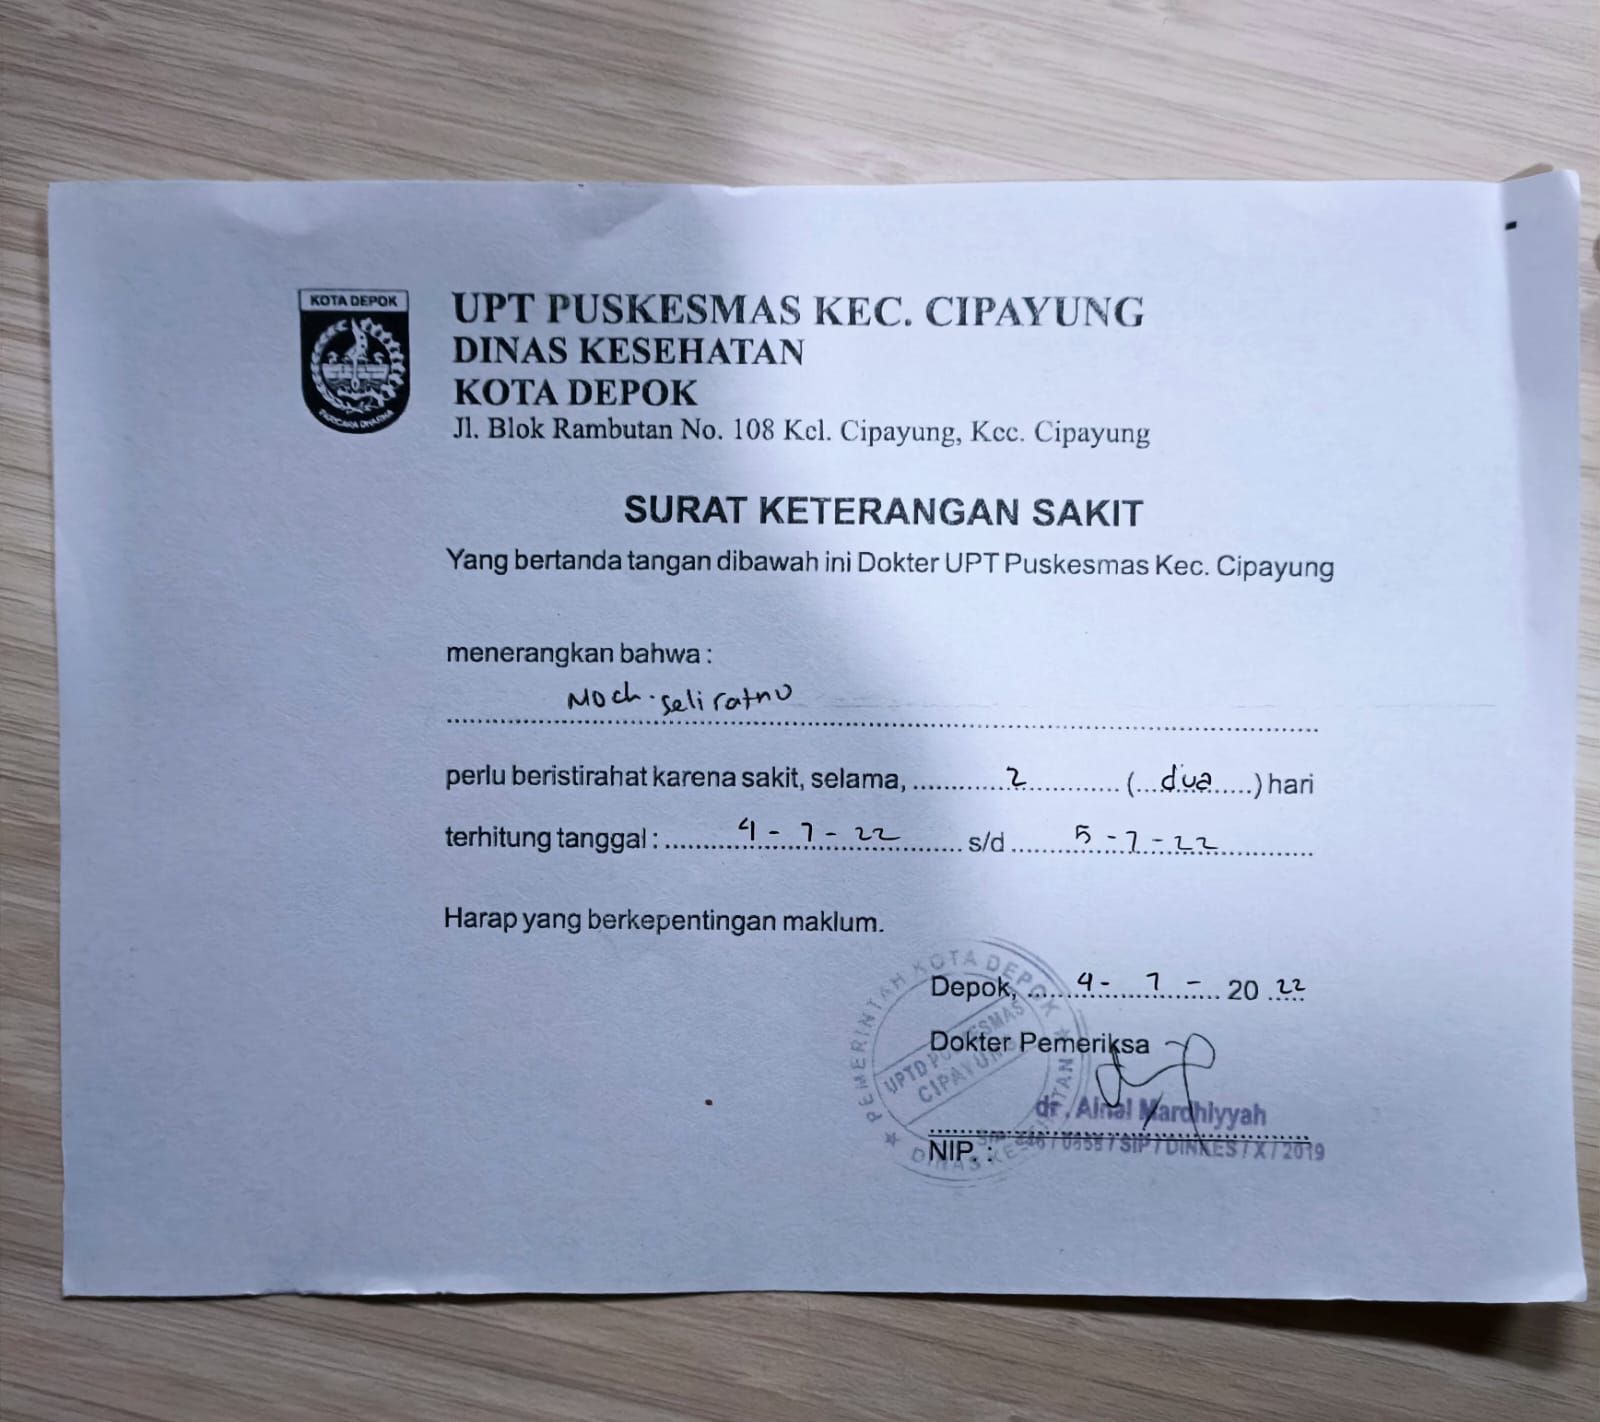 KOTA DEPOK
UPT PUSKESMAS KEC. CIPAYUNG
DINAS KESEHATAN
KOTA DEPOK
Jl. Blok Rambutan No. 108 Kel. Cipayung, Kec. Cipayung
SURAT KETERANGAN SAKIT
Yang bertanda tangan dibawah ini Dokter UPT Puskesmas Kec. Cipayung
menerangkan bahwa :
Moch. Seli ratno
perlu beristirahat karena sakit, selama, 2 (dua) hari
terhitung tanggal : 4 - 7 - 22 s/d 5 - 7 - 22
Harap yang berkepentingan maklum.
Depok, 4 - 7 - 20 22
Dokter Pemeriksa
dr. Ainal Mardhiyyah
NIP. : / SIP / DINKES / X / 2019
PEMERINTAH KOTA DEPOK
UPTD PUSKESMAS
CIPAYUNG
DINAS KESEHATAN